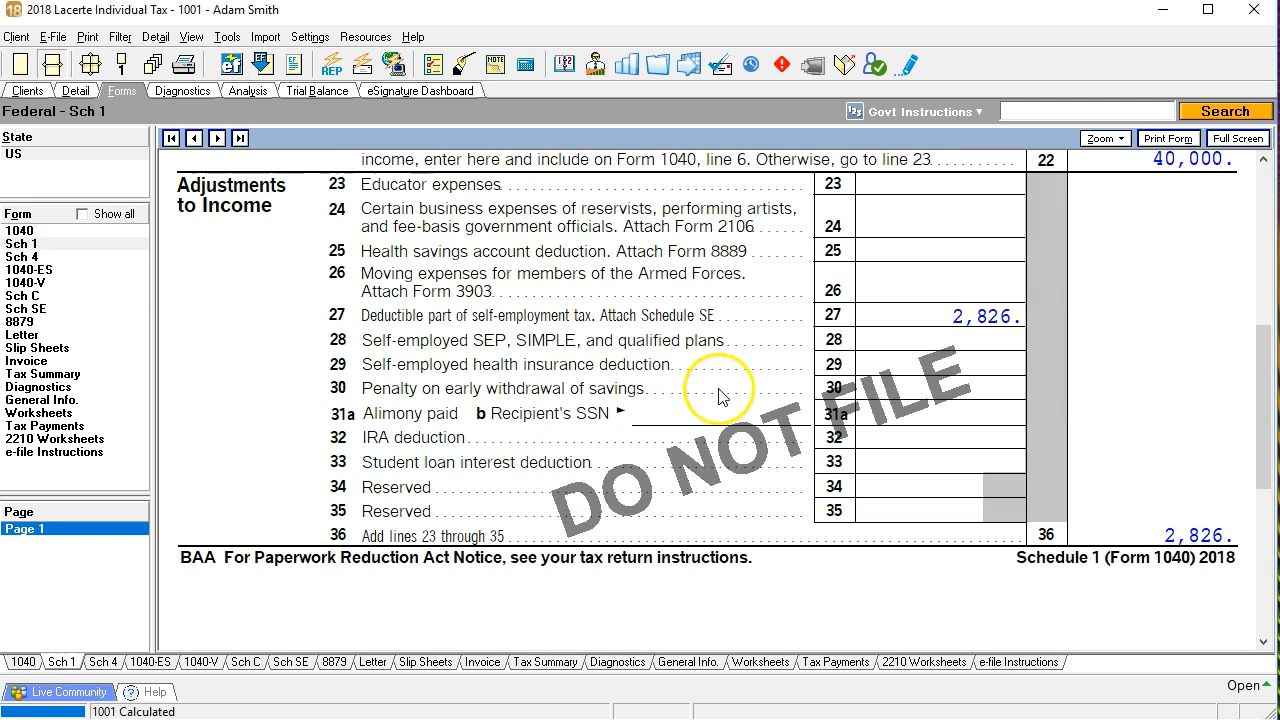 18 2018 Lacerte Individual Tax - 1001 - Adam Smith
Client E-File Print Filter Detail View Tools Import Settings Resources Help
Clients Detail Forms Diagnostics Analysis Trial Balance eSignature Dashboard
Federal - Sch 1 Govt Instructions Search
State
US
Form Show all
1040
Sch 1
Sch 4
1040-ES
1040-V
Sch C
Sch SE
8879
Letter
Slip Sheets
Invoice
Tax Summary
Diagnostics
General Info.
Worksheets
Tax Payments
2210 Worksheets
e-file Instructions
Page
Page 1
Zoom Print Form Full Screen
income, enter here and include on Form 1040, line 6. Otherwise, go to line 23 22 40,000.
Adjustments
to Income
23 Educator expenses 23
24 Certain business expenses of reservists, performing artists,
and fee-basis government officials. Attach Form 2106 24
25 Health savings account deduction. Attach Form 8889 25
26 Moving expenses for members of the Armed Forces.
Attach Form 3903 26
27 Deductible part of self-employment tax. Attach Schedule SE 27 2,826.
28 Self-employed SEP, SIMPLE, and qualified plans 28
29 Self-employed health insurance deduction 29
30 Penalty on early withdrawal of savings 30
31a Alimony paid b Recipient's SSN 31a
32 IRA deduction 32
33 Student loan interest deduction 33
34 Reserved 34
35 Reserved 35
36 Add lines 23 through 35 36 2,826.
DO NOT FILE
BAA For Paperwork Reduction Act Notice, see your tax return instructions. Schedule 1 (Form 1040) 2018
1040 Sch 1 Sch 4 1040-ES 1040-V Sch C Sch SE 8879 Letter Slip Sheets Invoice Tax Summary Diagnostics General Info. Worksheets Tax Payments 2210 Worksheets e-file Instructions
Live Community Help Open
1001 Calculated